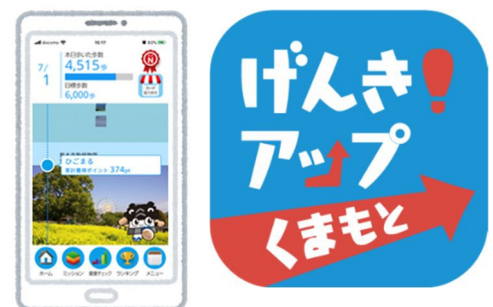 docomo
10:17
7/
1
本日歩いた歩数
4,515歩
目標歩数
6,000歩
N
ひごまる
累計獲得ポイント 374pt
ホーム
ミッション
健康チェック
ランキング
メニュー
げんき!
アップ
くまもと